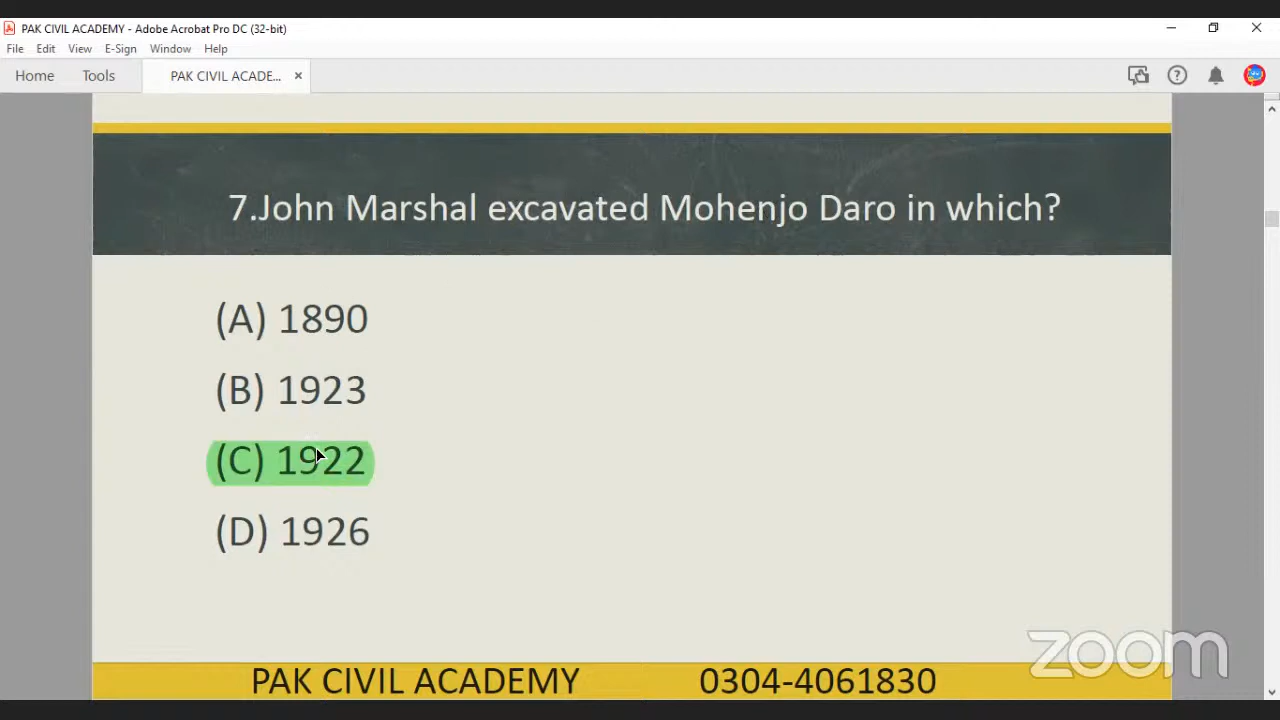 PAK CIVIL ACADEMY - Adobe Acrobat Pro DC (32-bit)
File Edit View E-Sign Window Help
Home Tools PAK CIVIL ACADE... ×
7.John Marshal excavated Mohenjo Daro in which?
(A) 1890
(B) 1923
(C) 1922
(D) 1926
zoom
PAK CIVIL ACADEMY 0304-4061830